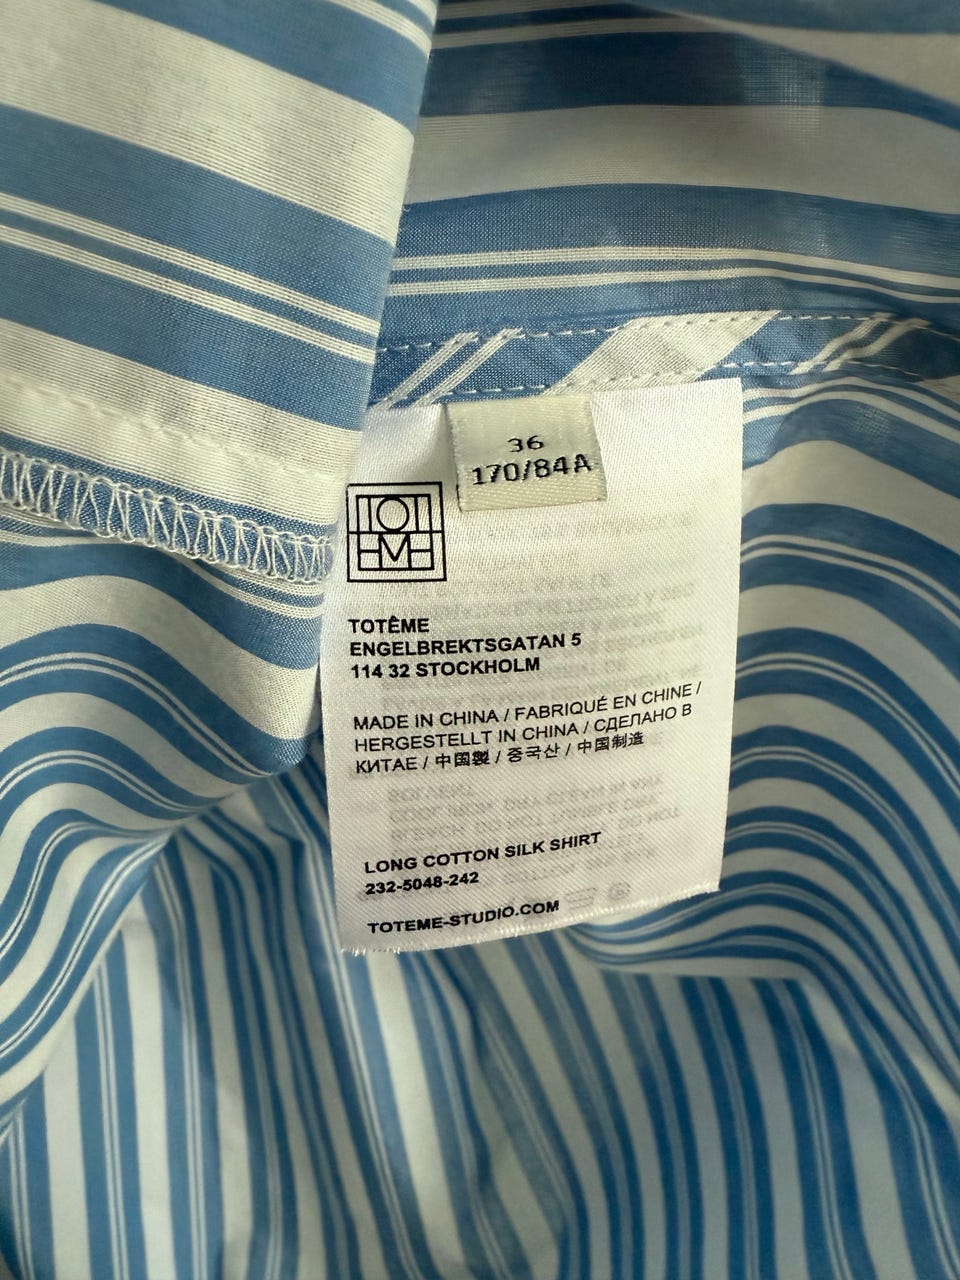 36
170/84A
TOTEME
TOTÊME
ENGELBREKTSGATAN 5
114 32 STOCKHOLM
MADE IN CHINA / FABRIQUÉ EN CHINE /
HERGESTELLT IN CHINA / СДЕЛАНО В
КИТАЕ / 中国製 / 중국산 / 中国制造
LONG COTTON SILK SHIRT
232-5048-242
TOTEME-STUDIO.COM